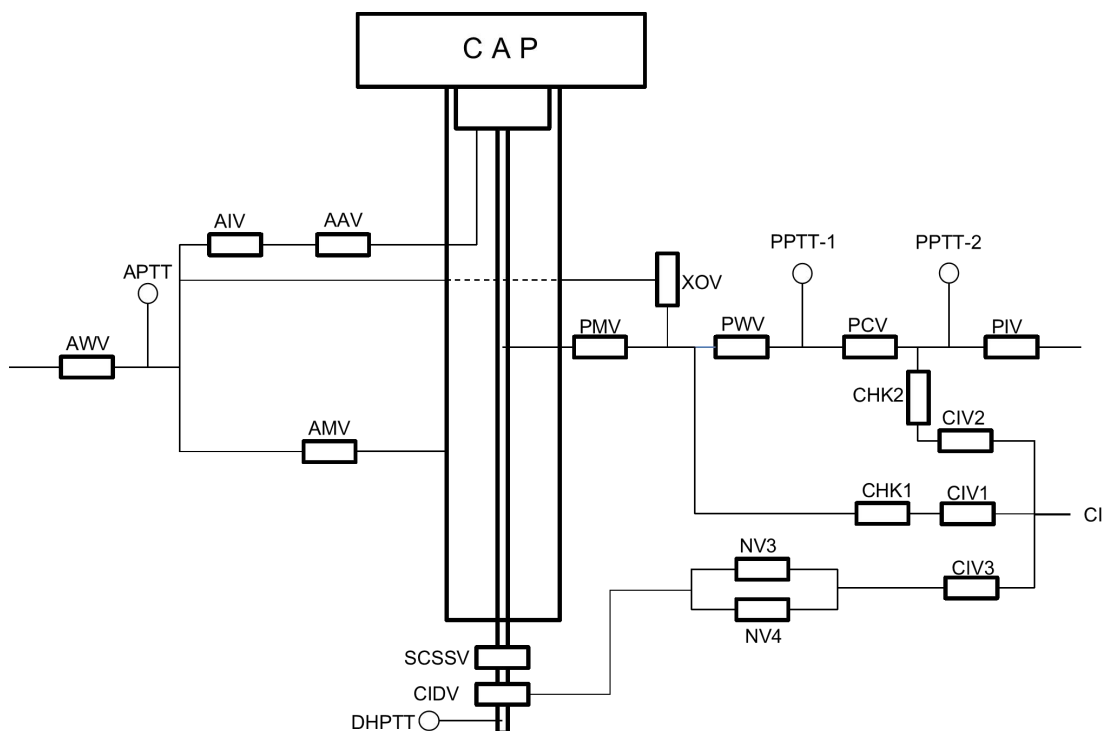 C A P
AIV
AAV
APTT
AWV
AMV
XOV
PPTT-1
PPTT-2
PMV
PWV
PCV
PIV
CHK2
CIV2
CHK1
CIV1
CI
NV3
CIV3
NV4
SCSSV
CIDV
DHPTT